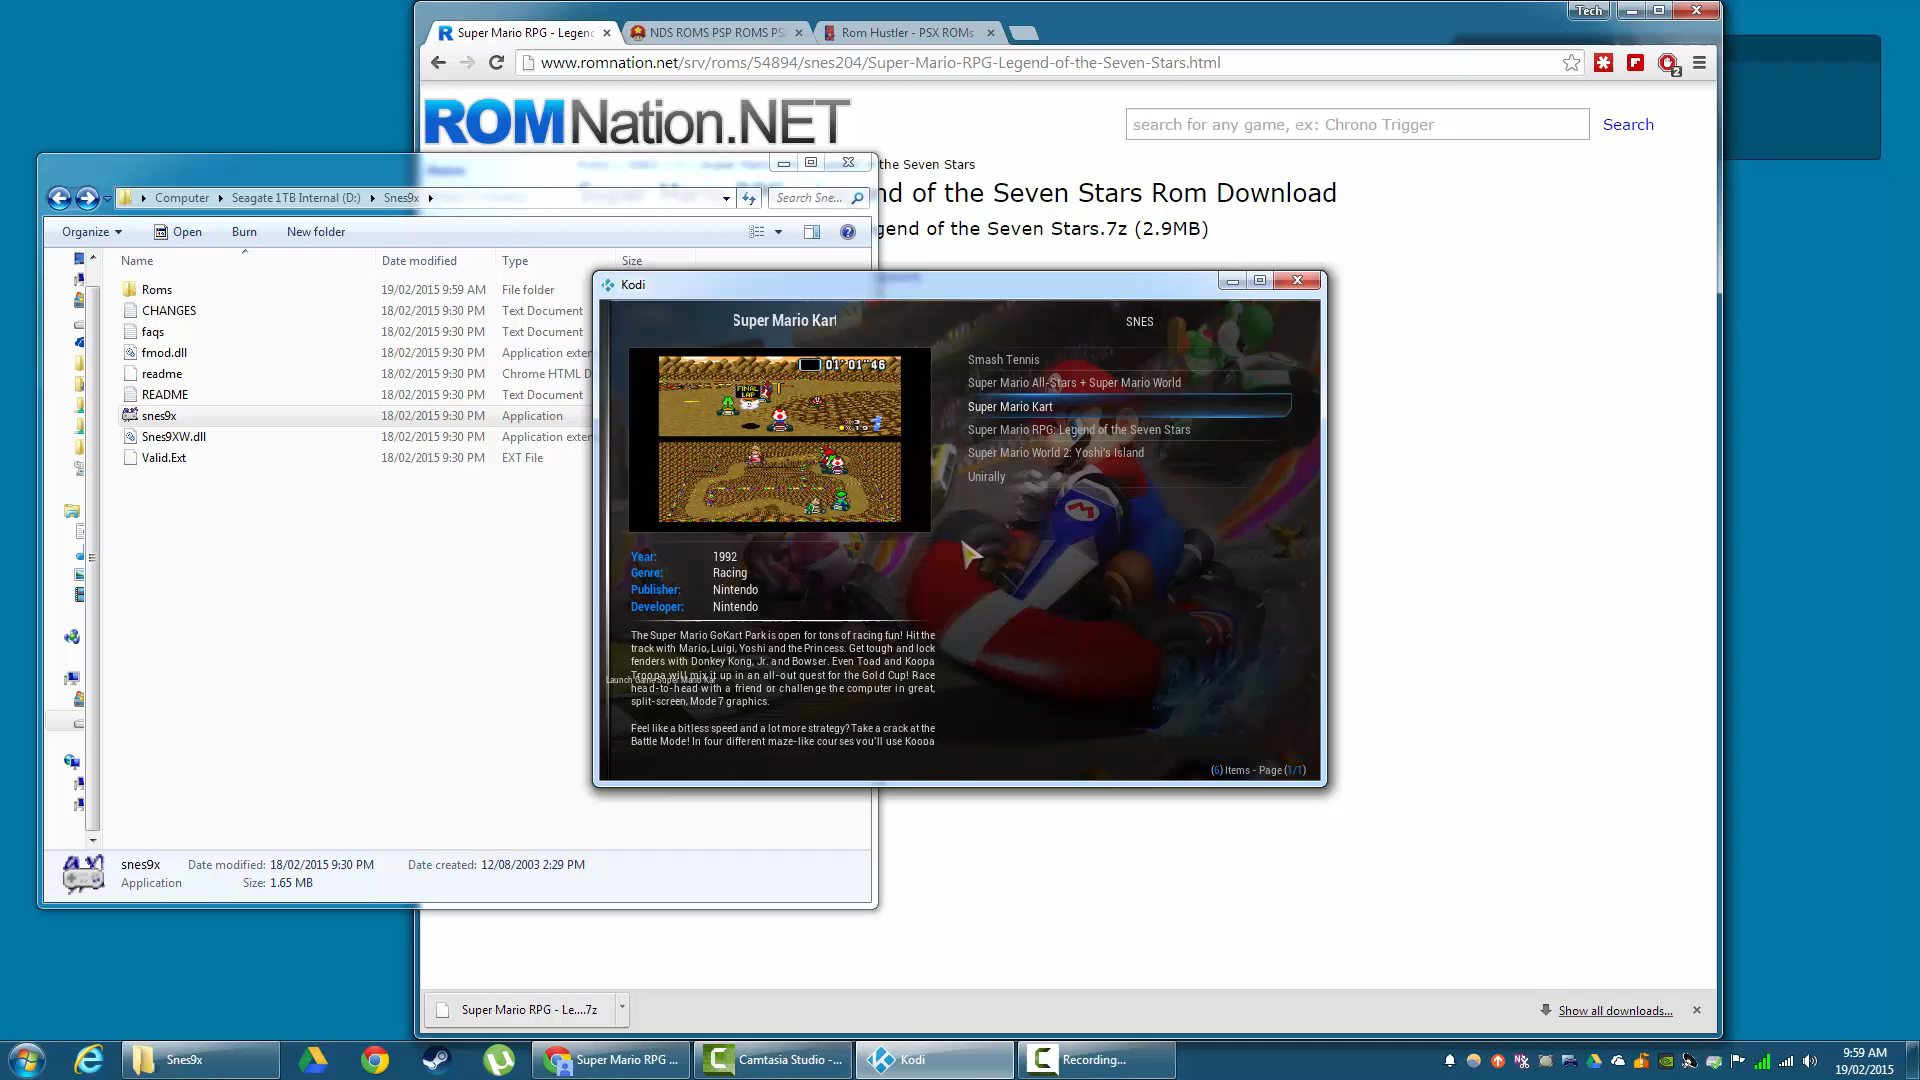 Tech
Super Mario RPG - Legend
NDS ROMS PSP ROMS PS
Rom Hustler - PSX ROMs
www.romnation.net/srv/roms/54894/snes204/Super-Mario-RPG-Legend-of-the-Seven-Stars.html
2
ROMNation.NET
search for any game, ex: Chrono Trigger
Search
the Seven Stars
nd of the Seven Stars Rom Download
gend of the Seven Stars.7z (2.9MB)
Computer
Seagate 1TB Internal (D:)
Snes9x
Search Sne...
Organize
Open
Burn
New folder
Name
Date modified
Type
Size
Roms
19/02/2015 9:59 AM
File folder
CHANGES
18/02/2015 9:30 PM
Text Document
faqs
18/02/2015 9:30 PM
Text Document
fmod.dll
18/02/2015 9:30 PM
Application exten
readme
18/02/2015 9:30 PM
Chrome HTML D
README
18/02/2015 9:30 PM
Text Document
snes9x
18/02/2015 9:30 PM
Application
Snes9XW.dll
18/02/2015 9:30 PM
Application exten
Valid.Ext
18/02/2015 9:30 PM
EXT File
snes9x
Date modified: 18/02/2015 9:30 PM
Date created: 12/08/2003 2:29 PM
Application
Size: 1.65 MB
Kodi
Super Mario Kart
SNES
01'01"46
FINAL
LAP
Smash Tennis
Super Mario All-Stars + Super Mario World
Super Mario Kart
Super Mario RPG: Legend of the Seven Stars
Super Mario World 2: Yoshi's Island
Unirally
Year: 1992
Genre: Racing
Publisher: Nintendo
Developer: Nintendo
The Super Mario GoKart Park is open for tons of racing fun! Hit the
track with Mario, Luigi, Yoshi and the Princess. Get tough and lock
fenders with Donkey Kong, Jr. and Bowser. Even Toad and Koopa
Troopa will mix it up in an all-out quest for the Gold Cup! Race
Launch Game Super Mario Kar
head-to-head with a friend or challenge the computer in great,
split-screen, Mode 7 graphics.
Feel like a bit less speed and a lot more strategy? Take a crack at the
Battle Mode! In four different maze-like courses you'll use Koopa
(6) Items - Page (1/1)
Super Mario RPG - Le....7z
Show all downloads...
Snes9x
Super Mario RPG ...
Camtasia Studio -...
Kodi
Recording...
9:59 AM
19/02/2015